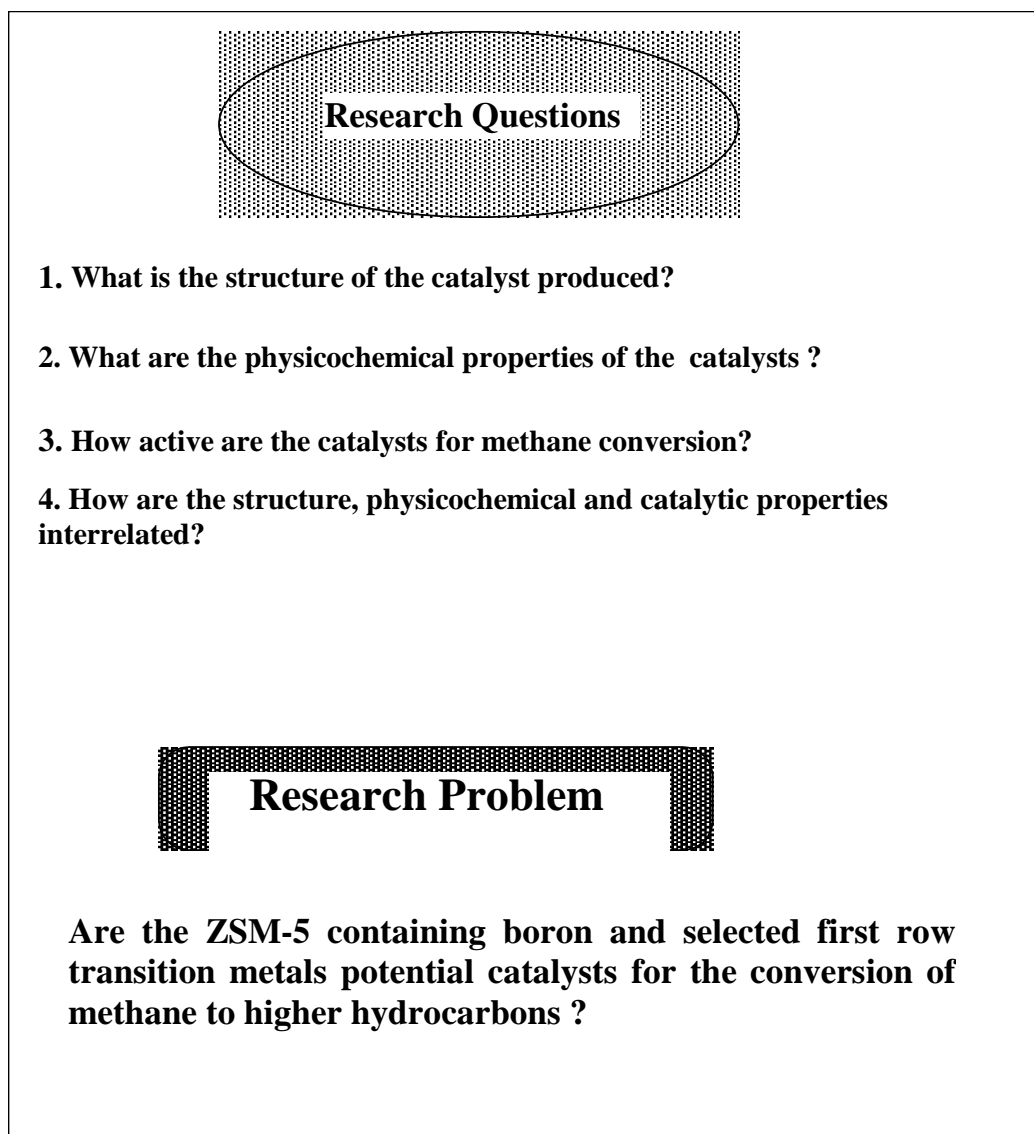 Research Questions
1. What is the structure of the catalyst produced?
2. What are the physicochemical properties of the  catalysts ?
3. How active are the catalysts for methane conversion?
4. How are the structure, physicochemical and catalytic properties
interrelated?
Research Problem
Are the ZSM-5 containing boron and selected first row
transition metals potential catalysts for the conversion of
methane to higher hydrocarbons ?